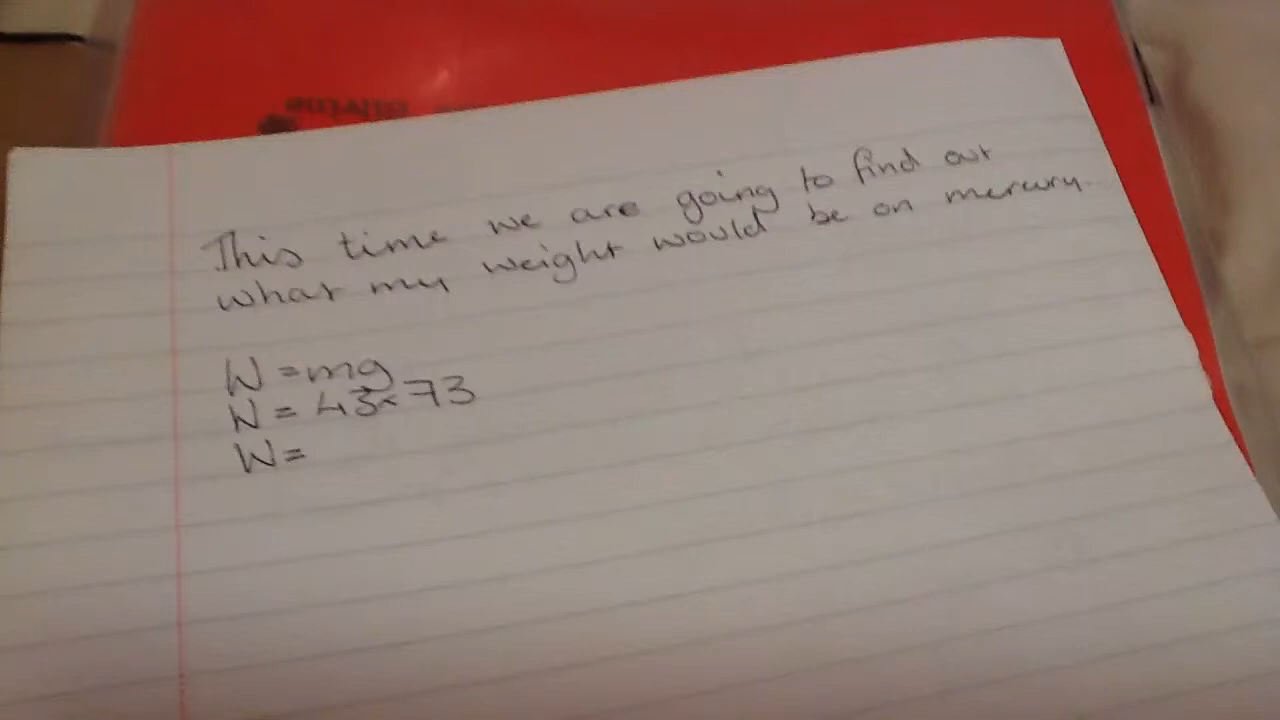 This time we are going to find out
what my weight would be on mercury.
W = mg
W = 43×73
W =